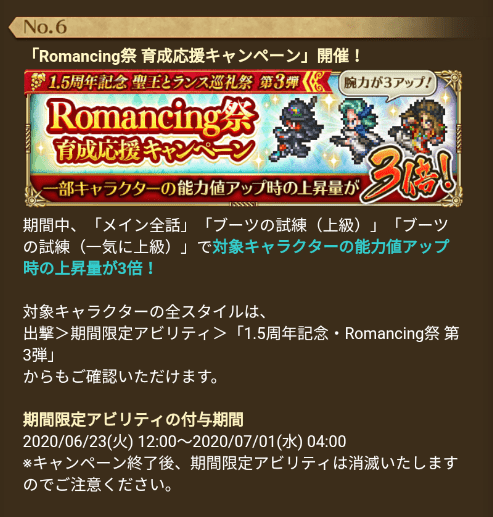 No.6
「Romancing祭 育成応援キャンペーン」開催！
1.5周年記念 聖王とランス巡礼祭 第3弾
腕力が3アップ!
Romancing祭
育成応援キャンペーン
一部キャラクターの能力値アップ時の上昇量が3倍!
期間中、「メイン全話」「ブーツの試練（上級）」「ブーツ
の試練（一気に上級）」で対象キャラクターの能力値アップ
時の上昇量が3倍！
対象キャラクターの全スタイルは、
出撃＞期間限定アビリティ＞「1.5周年記念・Romancing祭 第
3弾」
からもご確認いただけます。
期間限定アビリティの付与期間
2020/06/23(火) 12:00～2020/07/01(水) 04:00
※キャンペーン終了後、期間限定アビリティは消滅いたします
のでご注意ください。